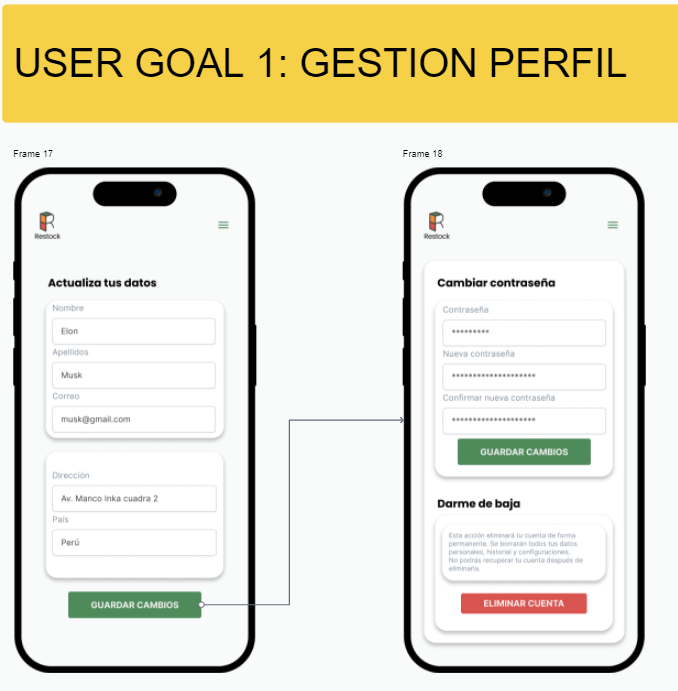 USER GOAL 1: GESTION PERFIL
Frame 17
Restock
Actualiza tus datos
Nombre
Elon
Apellidos
Musk
Correo
musk@gmail.com
Dirección
Av. Manco Inka cuadra 2
País
Perú
GUARDAR CAMBIOS
Frame 18
Restock
Cambiar contraseña
Contraseña
*********
Nueva contraseña
********************
Confirmar nueva contraseña
********************
GUARDAR CAMBIOS
Darme de baja
Esta acción eliminará tu cuenta de forma
permanente. Se borrarán todos tus datos
personales, historial y configuraciones.
No podrás recuperar tu cuenta después de
eliminarla.
ELIMINAR CUENTA